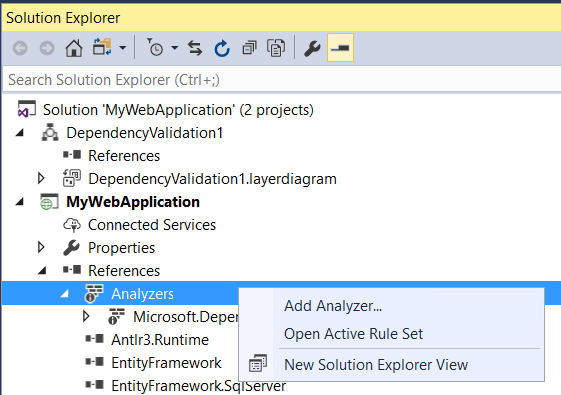 Solution Explorer
Search Solution Explorer (Ctrl+;)
Solution 'MyWebApplication' (2 projects)
DependencyValidation1
References
DependencyValidation1.layerdiagram
MyWebApplication
Connected Services
Properties
References
Analyzers
Add Analyzer...
Microsoft.Depe
Open Active Rule Set
Antlr3.Runtime
EntityFramework
New Solution Explorer View
EntityFramework.SqlServer